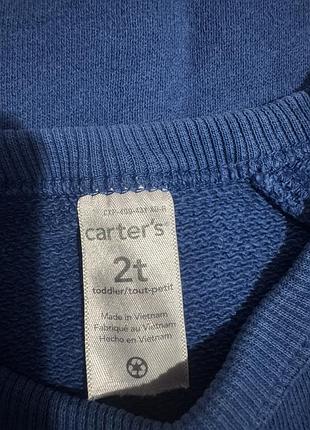 carter's
2t
toddler/tout-petit
Made in Vietnam
Fabriqué au Vietnam
Hecho en Vietnam